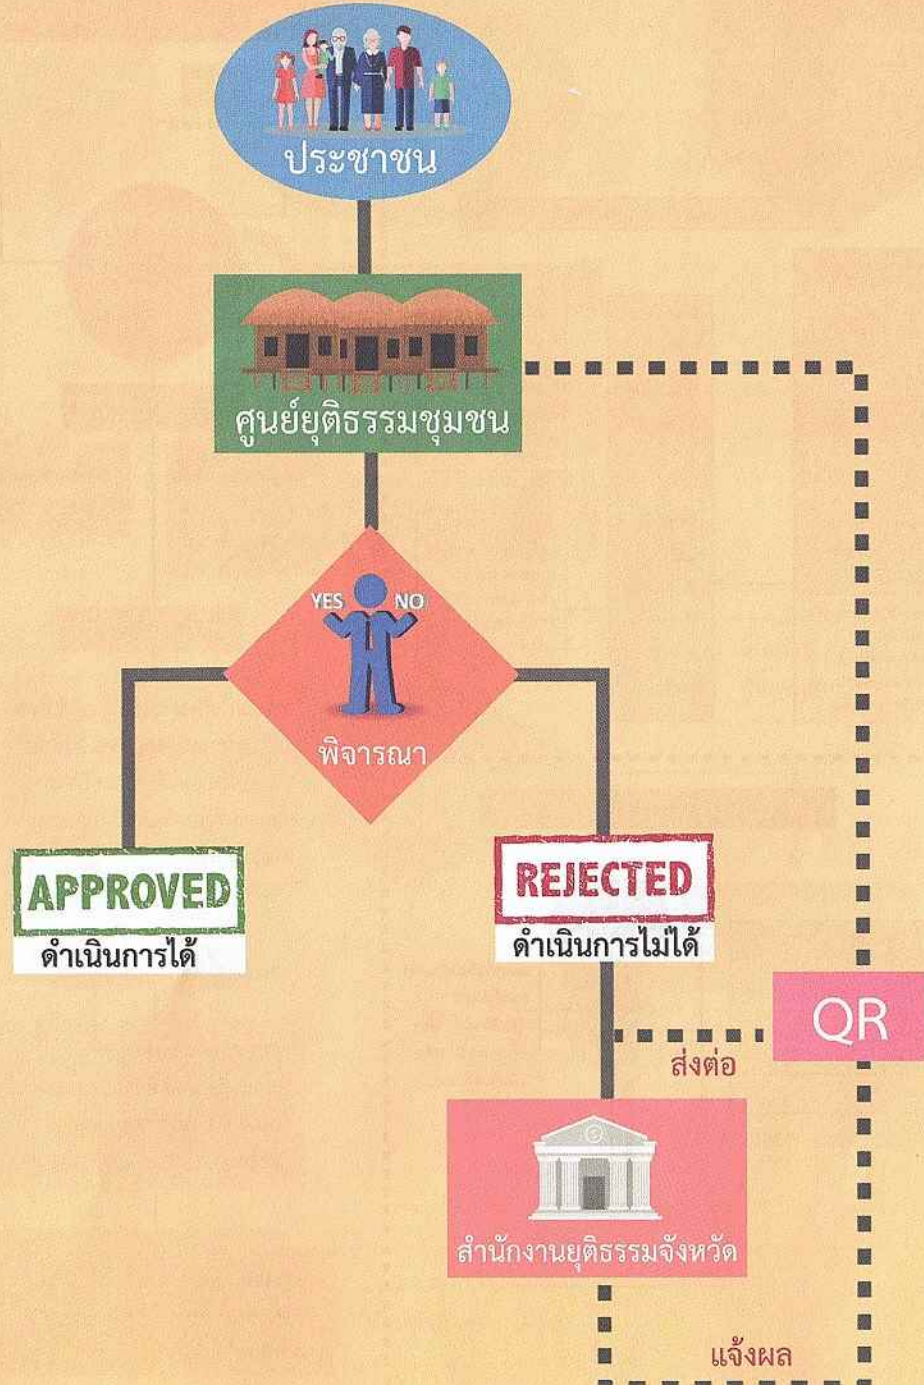 ประชาชน
ศูนย์ยุติธรรมชุมชน
YES NO
พิจารณา
APPROVED
ดำเนินการได้
REJECTED
ดำเนินการไม่ได้
QR
ส่งต่อ
สำนักงานยุติธรรมจังหวัด
แจ้งผล